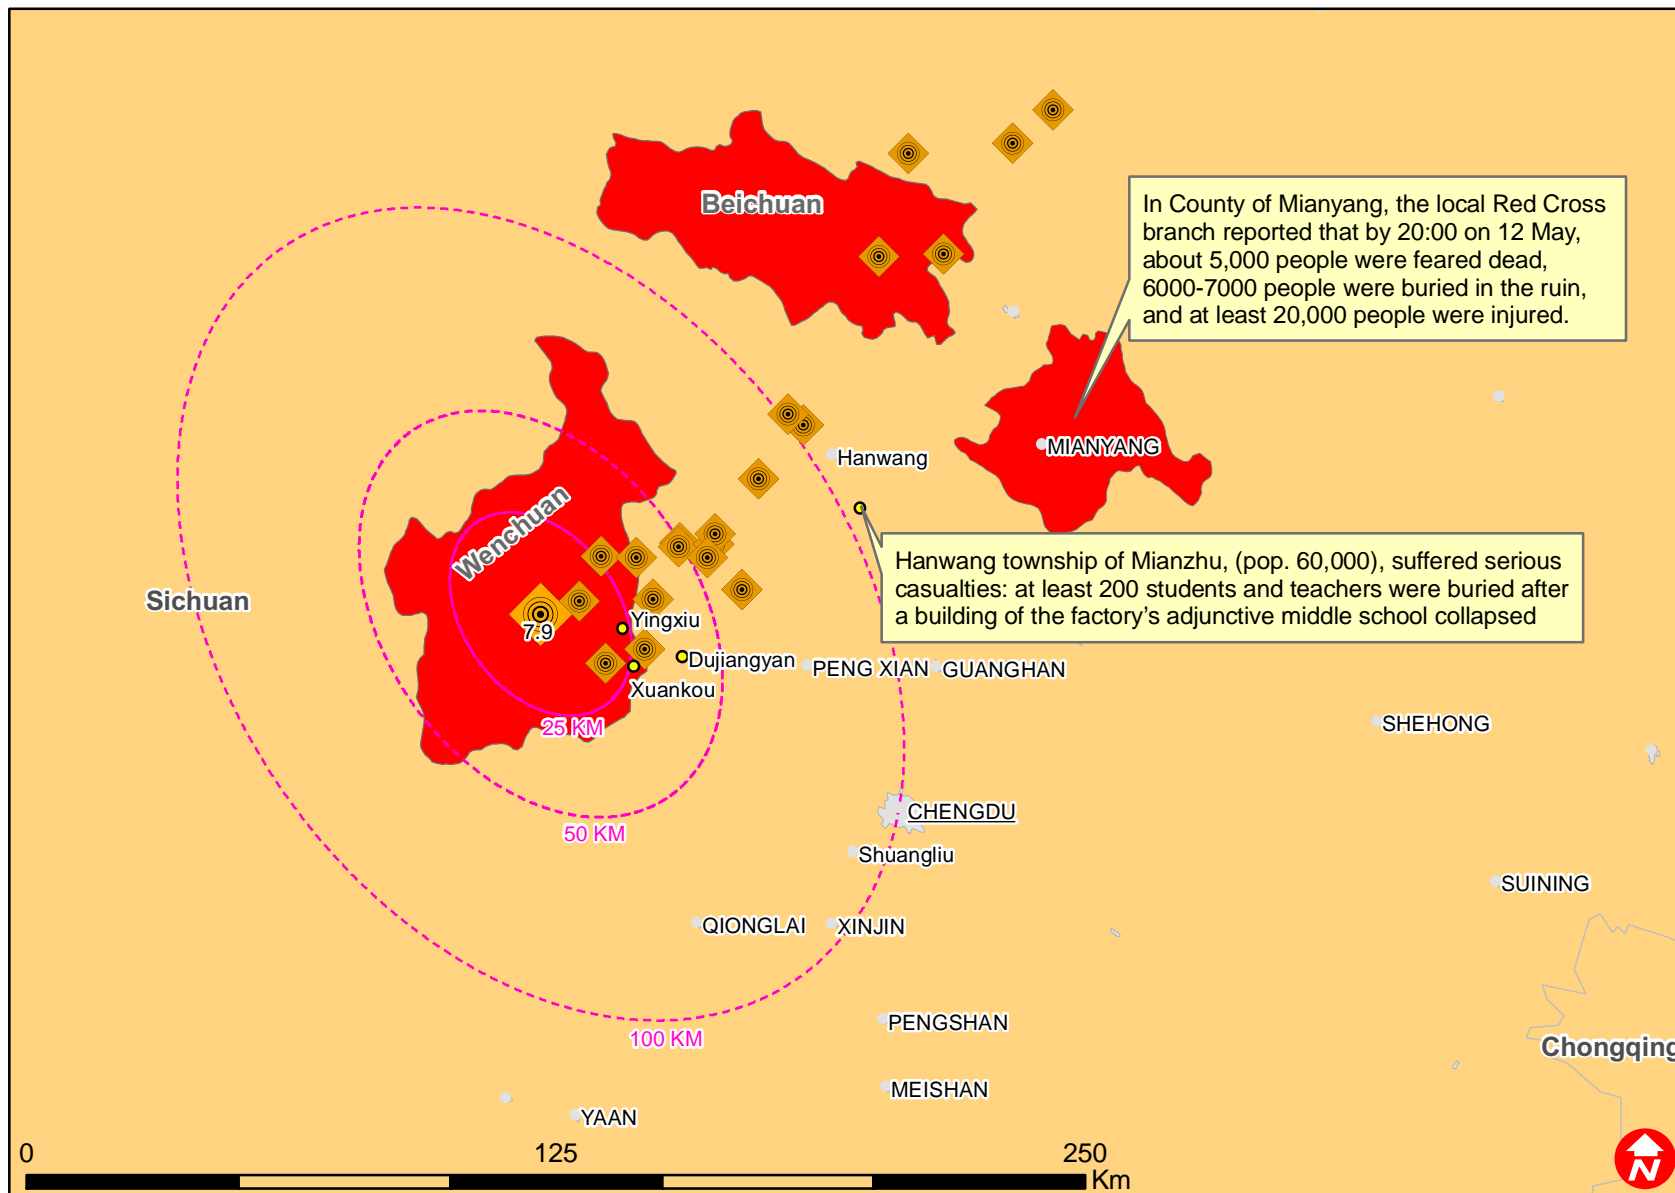 Beichuan
In County of Mianyang, the local Red Cross
branch reported that by 20:00 on 12 May,
about 5,000 people were feared dead,
6000-7000 people were buried in the ruin,
and at least 20,000 people were injured.
MIANYANG
Hanwang
Wenchuan
Hanwang township of Mianzhu, (pop. 60,000), suffered serious
casualties: at least 200 students and teachers were buried after
a building of the factory's adjunctive middle school collapsed
Sichuan
7.9
Yingxiu
Dujiangyan
Xuankou
PENG XIAN
GUANGHAN
25 KM
SHEHONG
50 KM
CHENGDU
Shuangliu
SUINING
QIONGLAI
XINJIN
PENGSHAN
100 KM
Chongqing
MEISHAN
YAAN
0
125
250
Km
N